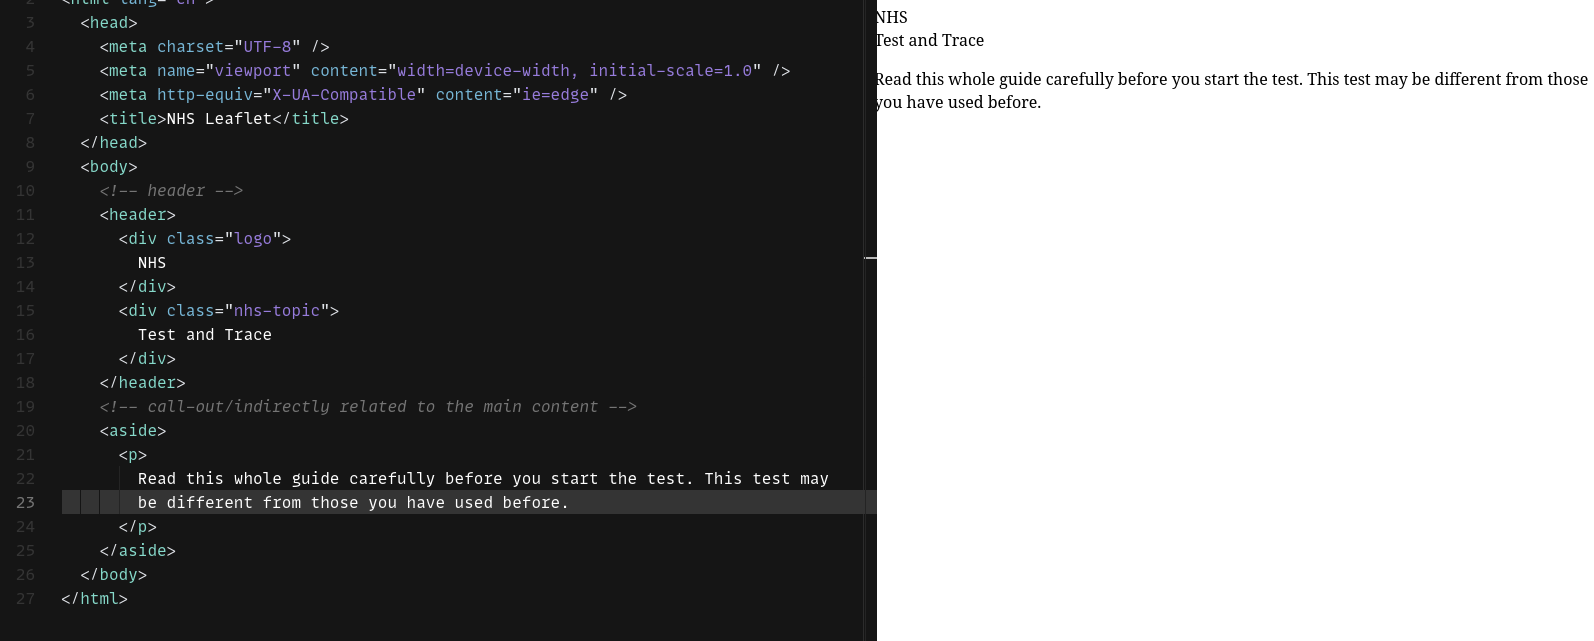 3 <head>
4 <meta charset="UTF-8" />
5 <meta name="viewport" content="width=device-width, initial-scale=1.0" />
6 <meta http-equiv="X-UA-Compatible" content="ie=edge" />
7 <title>NHS Leaflet</title>
8 </head>
9 <body>
10 <!-- header -->
11 <header>
12 <div class="logo">
13 NHS
14 </div>
15 <div class="nhs-topic">
16 Test and Trace
17 </div>
18 </header>
19 <!-- call-out/indirectly related to the main content -->
20 <aside>
21 <p>
22 Read this whole guide carefully before you start the test. This test may
23 be different from those you have used before.
24 </p>
25 </aside>
26 </body>
27 </html>
NHS
Test and Trace
Read this whole guide carefully before you start the test. This test may be different from those
you have used before.